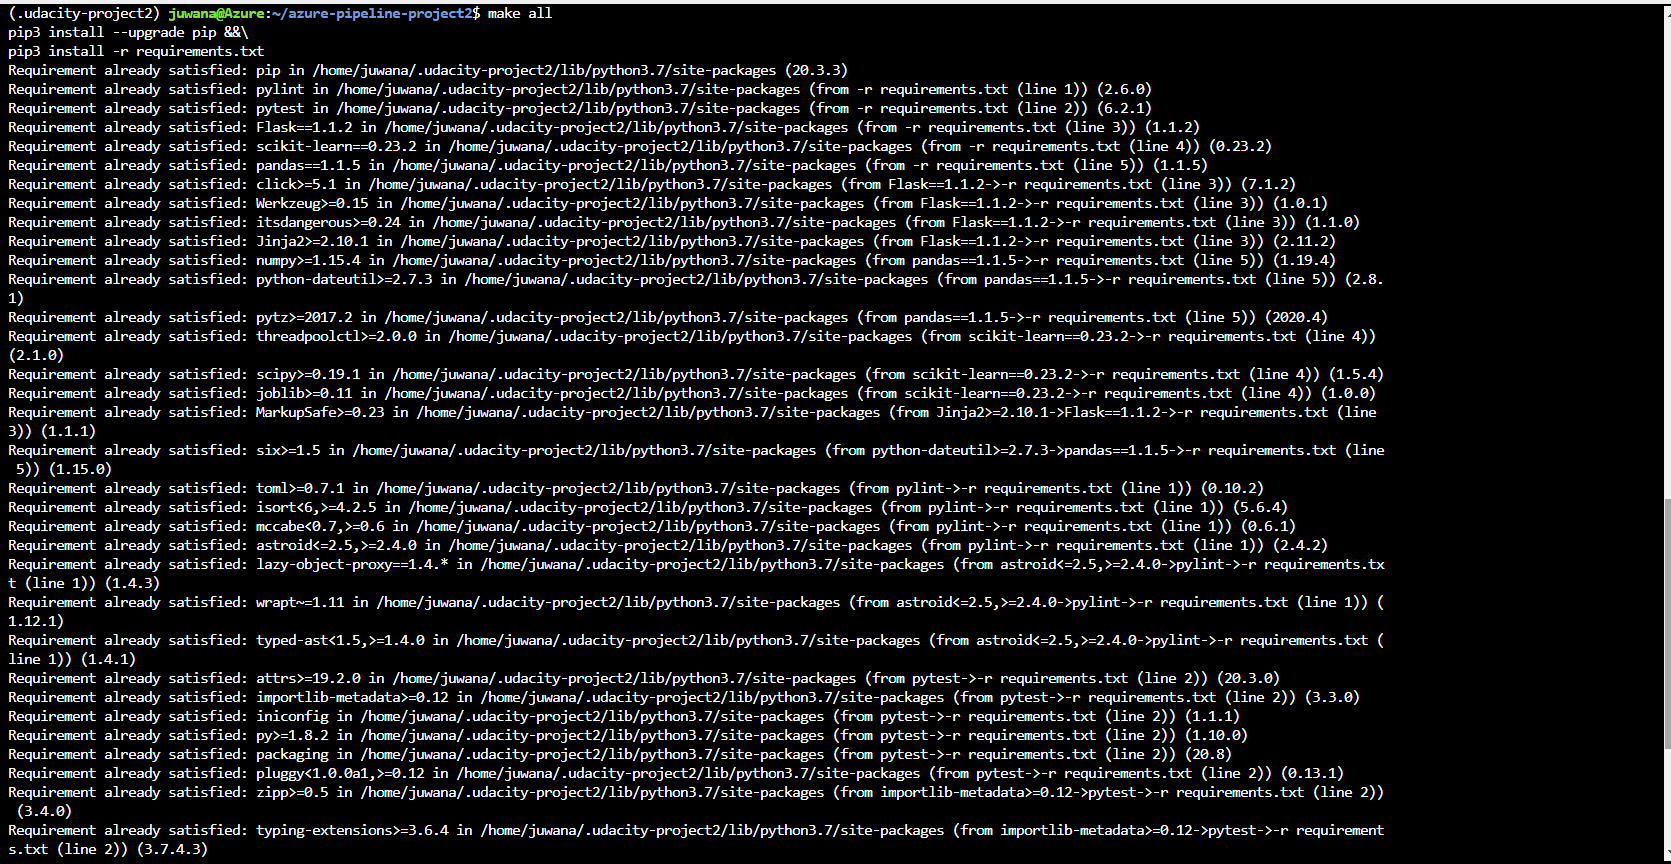 (.udacity-project2) juwana@Azure:~/azure-pipeline-project2$ make all
pip3 install --upgrade pip &&\
pip3 install -r requirements.txt
Requirement already satisfied: pip in /home/juwana/.udacity-project2/lib/python3.7/site-packages (20.3.3)
Requirement already satisfied: pylint in /home/juwana/.udacity-project2/lib/python3.7/site-packages (from -r requirements.txt (line 1)) (2.6.0)
Requirement already satisfied: pytest in /home/juwana/.udacity-project2/lib/python3.7/site-packages (from -r requirements.txt (line 2)) (6.2.1)
Requirement already satisfied: Flask==1.1.2 in /home/juwana/.udacity-project2/lib/python3.7/site-packages (from -r requirements.txt (line 3)) (1.1.2)
Requirement already satisfied: scikit-learn==0.23.2 in /home/juwana/.udacity-project2/lib/python3.7/site-packages (from -r requirements.txt (line 4)) (0.23.2)
Requirement already satisfied: pandas==1.1.5 in /home/juwana/.udacity-project2/lib/python3.7/site-packages (from -r requirements.txt (line 5)) (1.1.5)
Requirement already satisfied: click>=5.1 in /home/juwana/.udacity-project2/lib/python3.7/site-packages (from Flask==1.1.2->-r requirements.txt (line 3)) (7.1.2)
Requirement already satisfied: Werkzeug>=0.15 in /home/juwana/.udacity-project2/lib/python3.7/site-packages (from Flask==1.1.2->-r requirements.txt (line 3)) (1.0.1)
Requirement already satisfied: itsdangerous>=0.24 in /home/juwana/.udacity-project2/lib/python3.7/site-packages (from Flask==1.1.2->-r requirements.txt (line 3)) (1.1.0)
Requirement already satisfied: Jinja2>=2.10.1 in /home/juwana/.udacity-project2/lib/python3.7/site-packages (from Flask==1.1.2->-r requirements.txt (line 3)) (2.11.2)
Requirement already satisfied: numpy>=1.15.4 in /home/juwana/.udacity-project2/lib/python3.7/site-packages (from pandas==1.1.5->-r requirements.txt (line 5)) (1.19.4)
Requirement already satisfied: python-dateutil>=2.7.3 in /home/juwana/.udacity-project2/lib/python3.7/site-packages (from pandas==1.1.5->-r requirements.txt (line 5)) (2.8.
1)
Requirement already satisfied: pytz>=2017.2 in /home/juwana/.udacity-project2/lib/python3.7/site-packages (from pandas==1.1.5->-r requirements.txt (line 5)) (2020.4)
Requirement already satisfied: threadpoolctl>=2.0.0 in /home/juwana/.udacity-project2/lib/python3.7/site-packages (from scikit-learn==0.23.2->-r requirements.txt (line 4))
(2.1.0)
Requirement already satisfied: scipy>=0.19.1 in /home/juwana/.udacity-project2/lib/python3.7/site-packages (from scikit-learn==0.23.2->-r requirements.txt (line 4)) (1.5.4)
Requirement already satisfied: joblib>=0.11 in /home/juwana/.udacity-project2/lib/python3.7/site-packages (from scikit-learn==0.23.2->-r requirements.txt (line 4)) (1.0.0)
Requirement already satisfied: MarkupSafe>=0.23 in /home/juwana/.udacity-project2/lib/python3.7/site-packages (from Jinja2>=2.10.1->Flask==1.1.2->-r requirements.txt (line
3)) (1.1.1)
Requirement already satisfied: six>=1.5 in /home/juwana/.udacity-project2/lib/python3.7/site-packages (from python-dateutil>=2.7.3->pandas==1.1.5->-r requirements.txt (line
5)) (1.15.0)
Requirement already satisfied: toml>=0.7.1 in /home/juwana/.udacity-project2/lib/python3.7/site-packages (from pylint->-r requirements.txt (line 1)) (0.10.2)
Requirement already satisfied: isort<6,>=4.2.5 in /home/juwana/.udacity-project2/lib/python3.7/site-packages (from pylint->-r requirements.txt (line 1)) (5.6.4)
Requirement already satisfied: mccabe<0.7,>=0.6 in /home/juwana/.udacity-project2/lib/python3.7/site-packages (from pylint->-r requirements.txt (line 1)) (0.6.1)
Requirement already satisfied: astroid<=2.5,>=2.4.0 in /home/juwana/.udacity-project2/lib/python3.7/site-packages (from pylint->-r requirements.txt (line 1)) (2.4.2)
Requirement already satisfied: lazy-object-proxy==1.4.* in /home/juwana/.udacity-project2/lib/python3.7/site-packages (from astroid<=2.5,>=2.4.0->pylint->-r requirements.tx
t (line 1)) (1.4.3)
Requirement already satisfied: wrapt~=1.11 in /home/juwana/.udacity-project2/lib/python3.7/site-packages (from astroid<=2.5,>=2.4.0->pylint->-r requirements.txt (line 1)) (
1.12.1)
Requirement already satisfied: typed-ast<1.5,>=1.4.0 in /home/juwana/.udacity-project2/lib/python3.7/site-packages (from astroid<=2.5,>=2.4.0->pylint->-r requirements.txt (
line 1)) (1.4.1)
Requirement already satisfied: attrs>=19.2.0 in /home/juwana/.udacity-project2/lib/python3.7/site-packages (from pytest->-r requirements.txt (line 2)) (20.3.0)
Requirement already satisfied: importlib-metadata>=0.12 in /home/juwana/.udacity-project2/lib/python3.7/site-packages (from pytest->-r requirements.txt (line 2)) (3.3.0)
Requirement already satisfied: iniconfig in /home/juwana/.udacity-project2/lib/python3.7/site-packages (from pytest->-r requirements.txt (line 2)) (1.1.1)
Requirement already satisfied: py>=1.8.2 in /home/juwana/.udacity-project2/lib/python3.7/site-packages (from pytest->-r requirements.txt (line 2)) (1.10.0)
Requirement already satisfied: packaging in /home/juwana/.udacity-project2/lib/python3.7/site-packages (from pytest->-r requirements.txt (line 2)) (20.8)
Requirement already satisfied: pluggy<1.0.0a1,>=0.12 in /home/juwana/.udacity-project2/lib/python3.7/site-packages (from pytest->-r requirements.txt (line 2)) (0.13.1)
Requirement already satisfied: zipp>=0.5 in /home/juwana/.udacity-project2/lib/python3.7/site-packages (from importlib-metadata>=0.12->pytest->-r requirements.txt (line 2))
(3.4.0)
Requirement already satisfied: typing-extensions>=3.6.4 in /home/juwana/.udacity-project2/lib/python3.7/site-packages (from importlib-metadata>=0.12->pytest->-r requirement
s.txt (line 2)) (3.7.4.3)